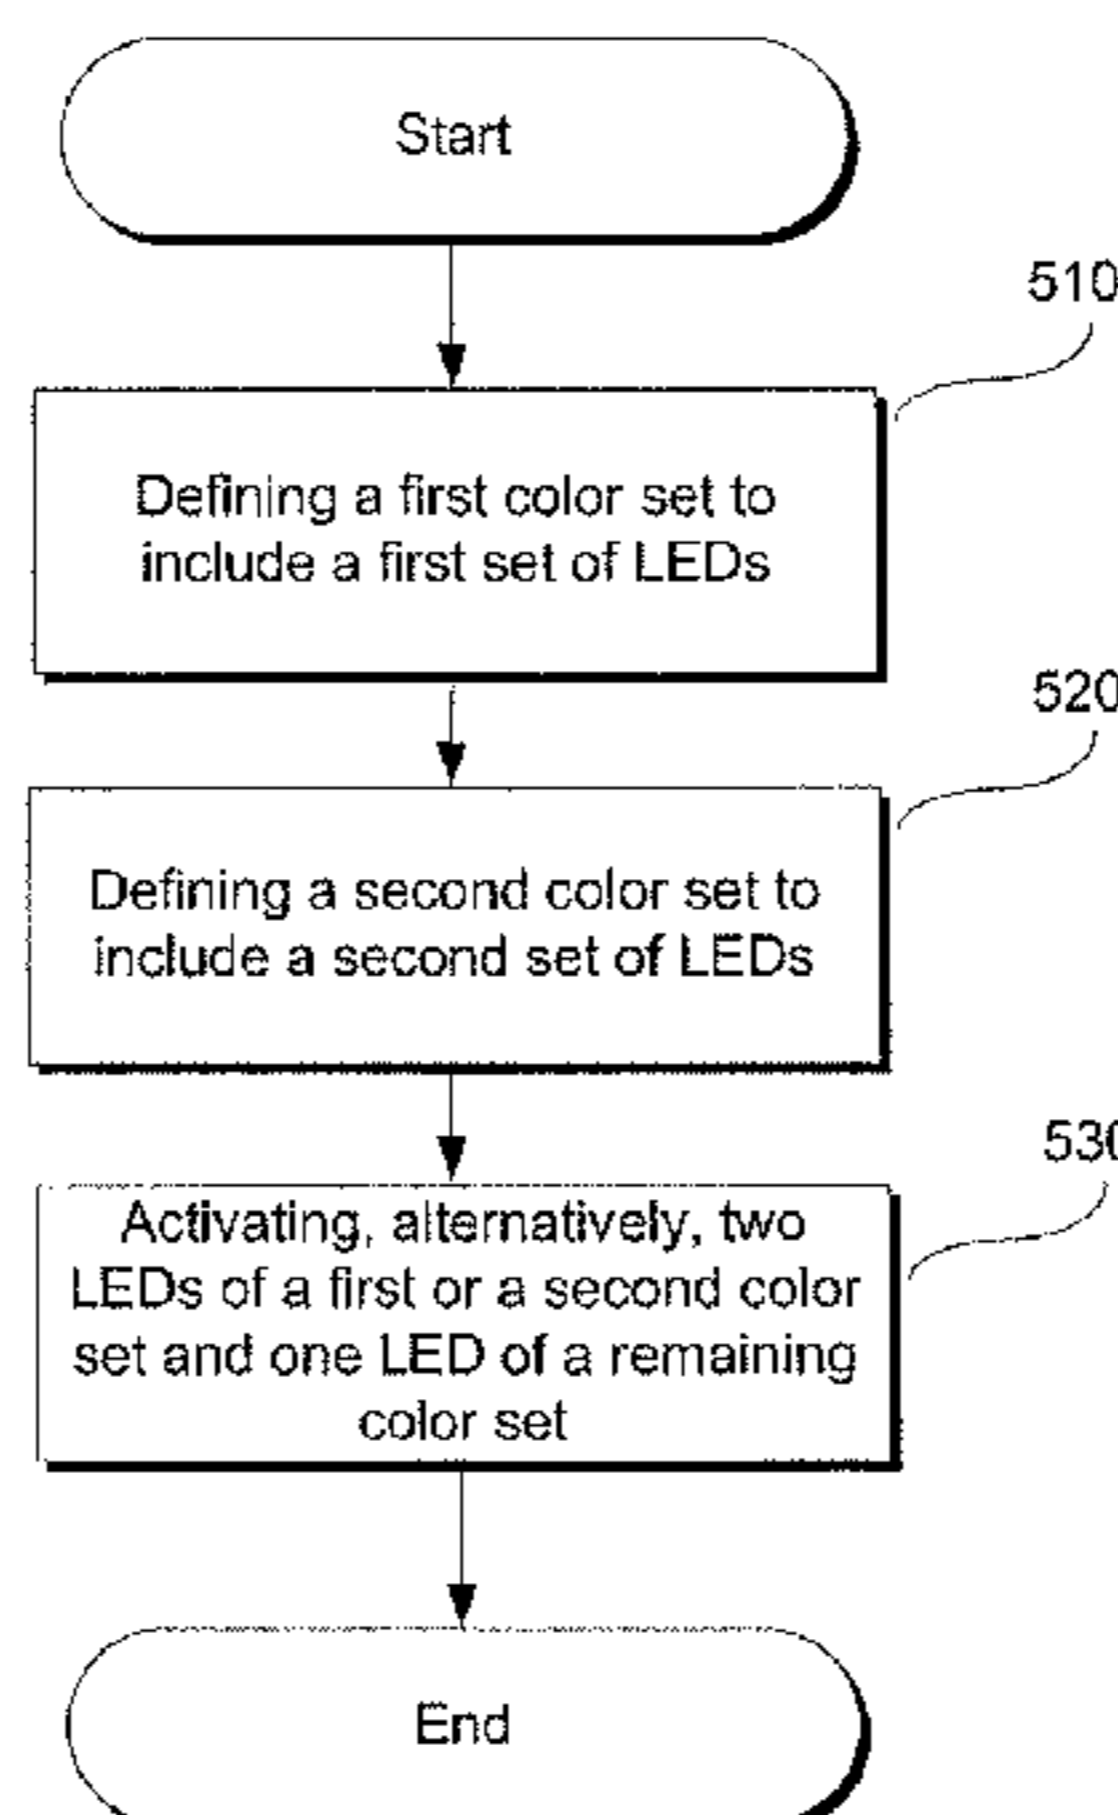 Start
510
Defining a first color set to
include a first set of LEDs
520
Defining a second color set to
include a second set of LEDs
530
Activating, alternatively, two
LEDs of a first or a second color
set and one LED of a remaining
color set
End